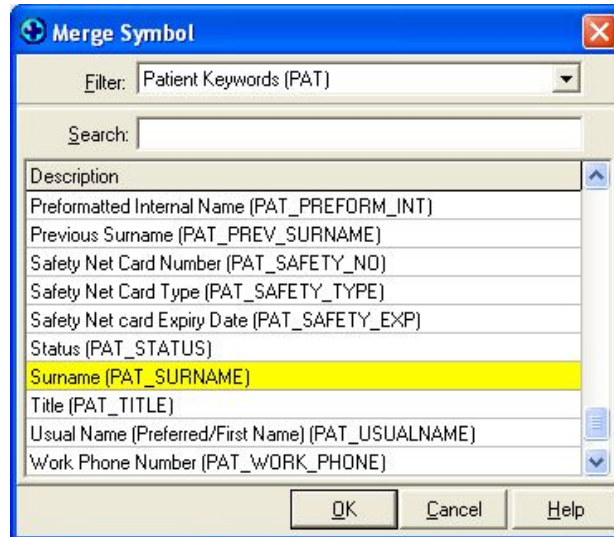 Merge Symbol
Filter: Patient Keywords (PAT)
Search:
Description
Preformatted Internal Name (PAT_PREFORM_INT)
Previous Surname (PAT_PREV_SURNAME)
Safety Net Card Number (PAT_SAFETY_NO)
Safety Net Card Type (PAT_SAFETY_TYPE)
Safety Net card Expiry Date (PAT_SAFETY_EXP)
Status (PAT_STATUS)
Surname (PAT_SURNAME)
Title (PAT_TITLE)
Usual Name (Preferred/First Name) (PAT_USUALNAME)
Work Phone Number (PAT_WORK_PHONE)
OK Cancel Help